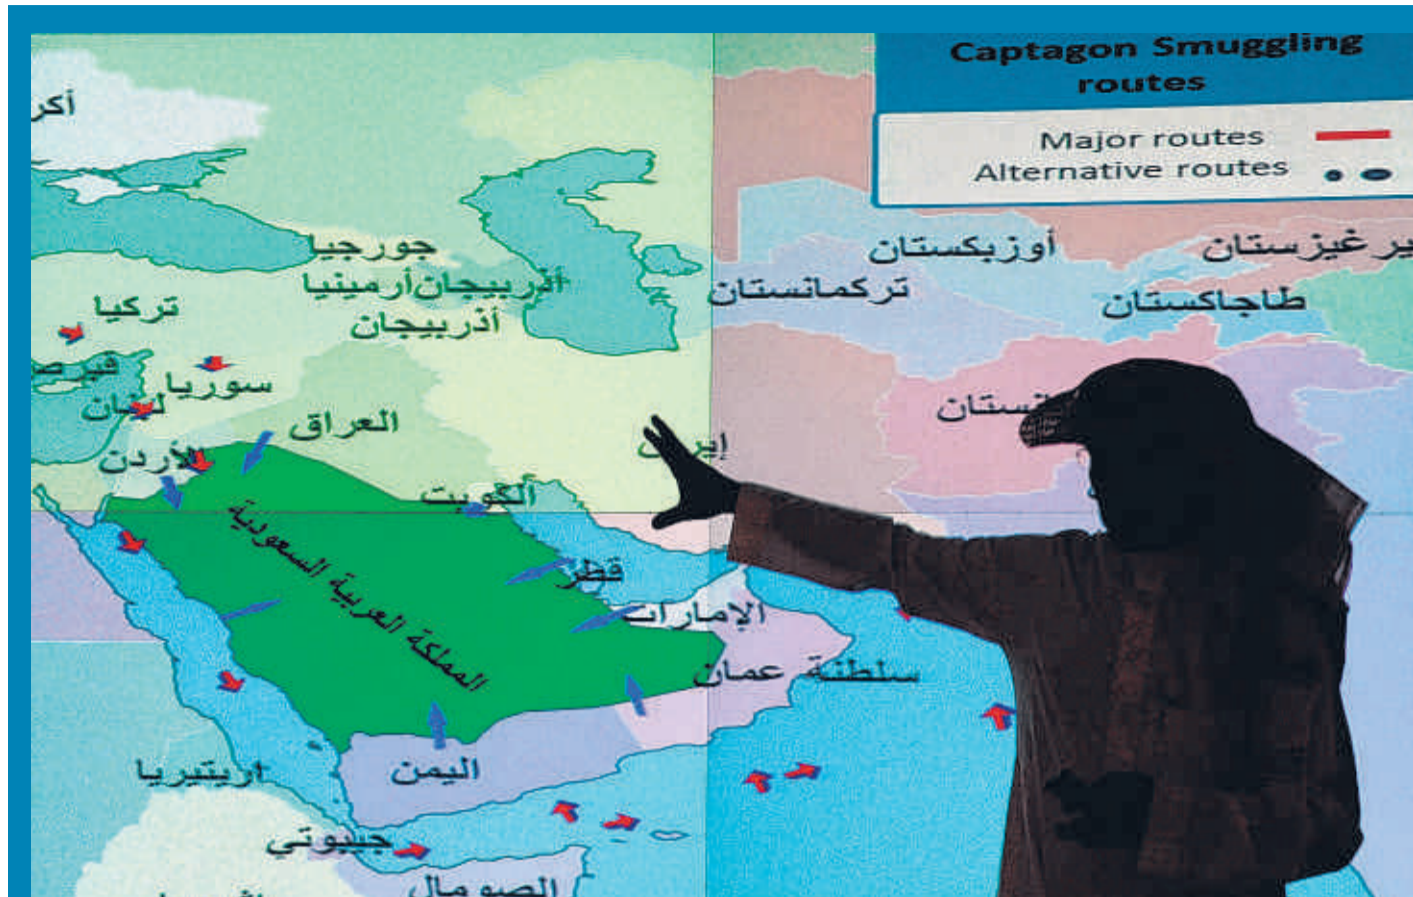 Captagon Smuggling
routes
Major routes
Alternative routes
أوزبكستان
جورجيا
تركمانستان
طاجاكستان
أذربيجان
أرمينيا
أذربيجان
تركيا
سوريا
لبنان
العراق
إيران
الأردن
الكويت
المملكة العربية السعودية
قطر
الإمارات
سلطنة عمان
اليمن
اريتيريا
جيبوتي
الصومال